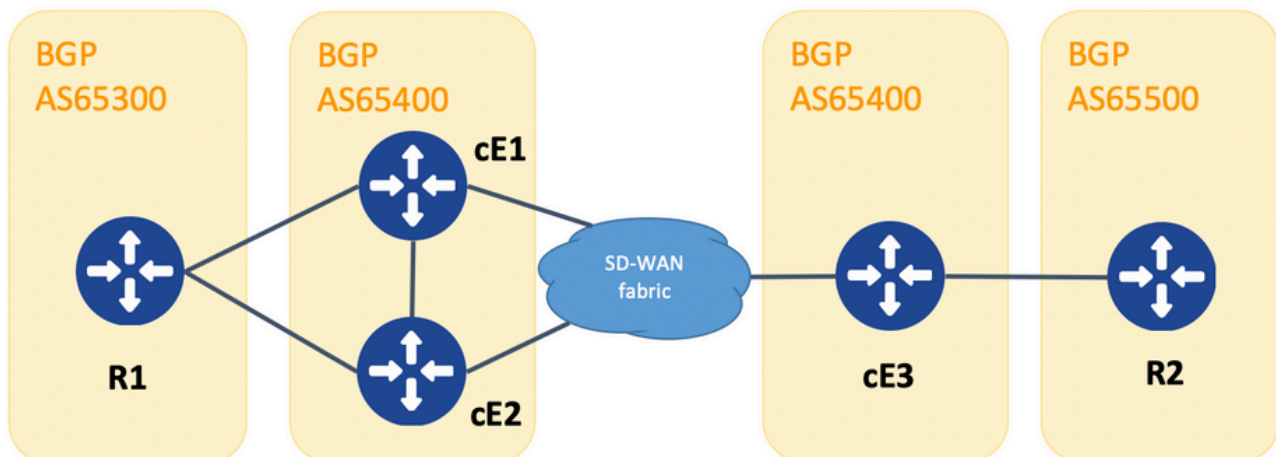 BGP
AS65300
BGP
AS65400
BGP
AS65400
BGP
AS65500
cE1
SD-WAN
fabric
R1
cE2
cE3
R2